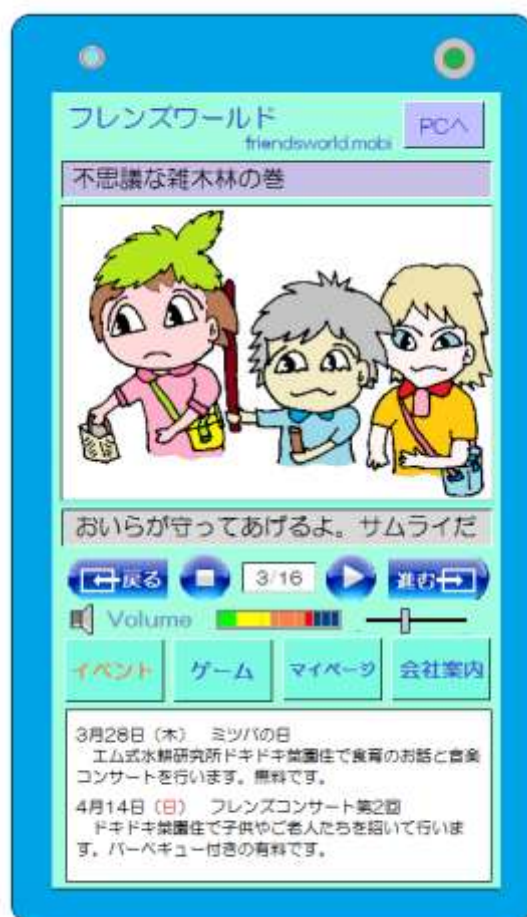 フレンズワールド
friendsworld.mobi
PCへ
不思議な雑木林の巻
おいらが守ってあげるよ。サムライだ
戻る
3/16
進む
Volume
イベント
ゲーム
マイページ
会社案内
3月28日（木）　ミツバの日
エム式水耕研究所ドキドキ菜園住で食育のお話と音楽
コンサートを行います。無料です。
4月14日（日）　フレンズコンサート第2回
ドキドキ菜園住で子供やご老人たちを招いて行いま
す。バーベキュー付きの有料です。